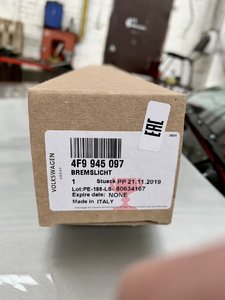 VOLKSWAGEN
GROUP
4F9 945 097
BREMSLICHT
1 Stueck PP 21.11.2019
Lot:PE-186-LS- 80634167
Expire date: NONE
Made in ITALY
EAC